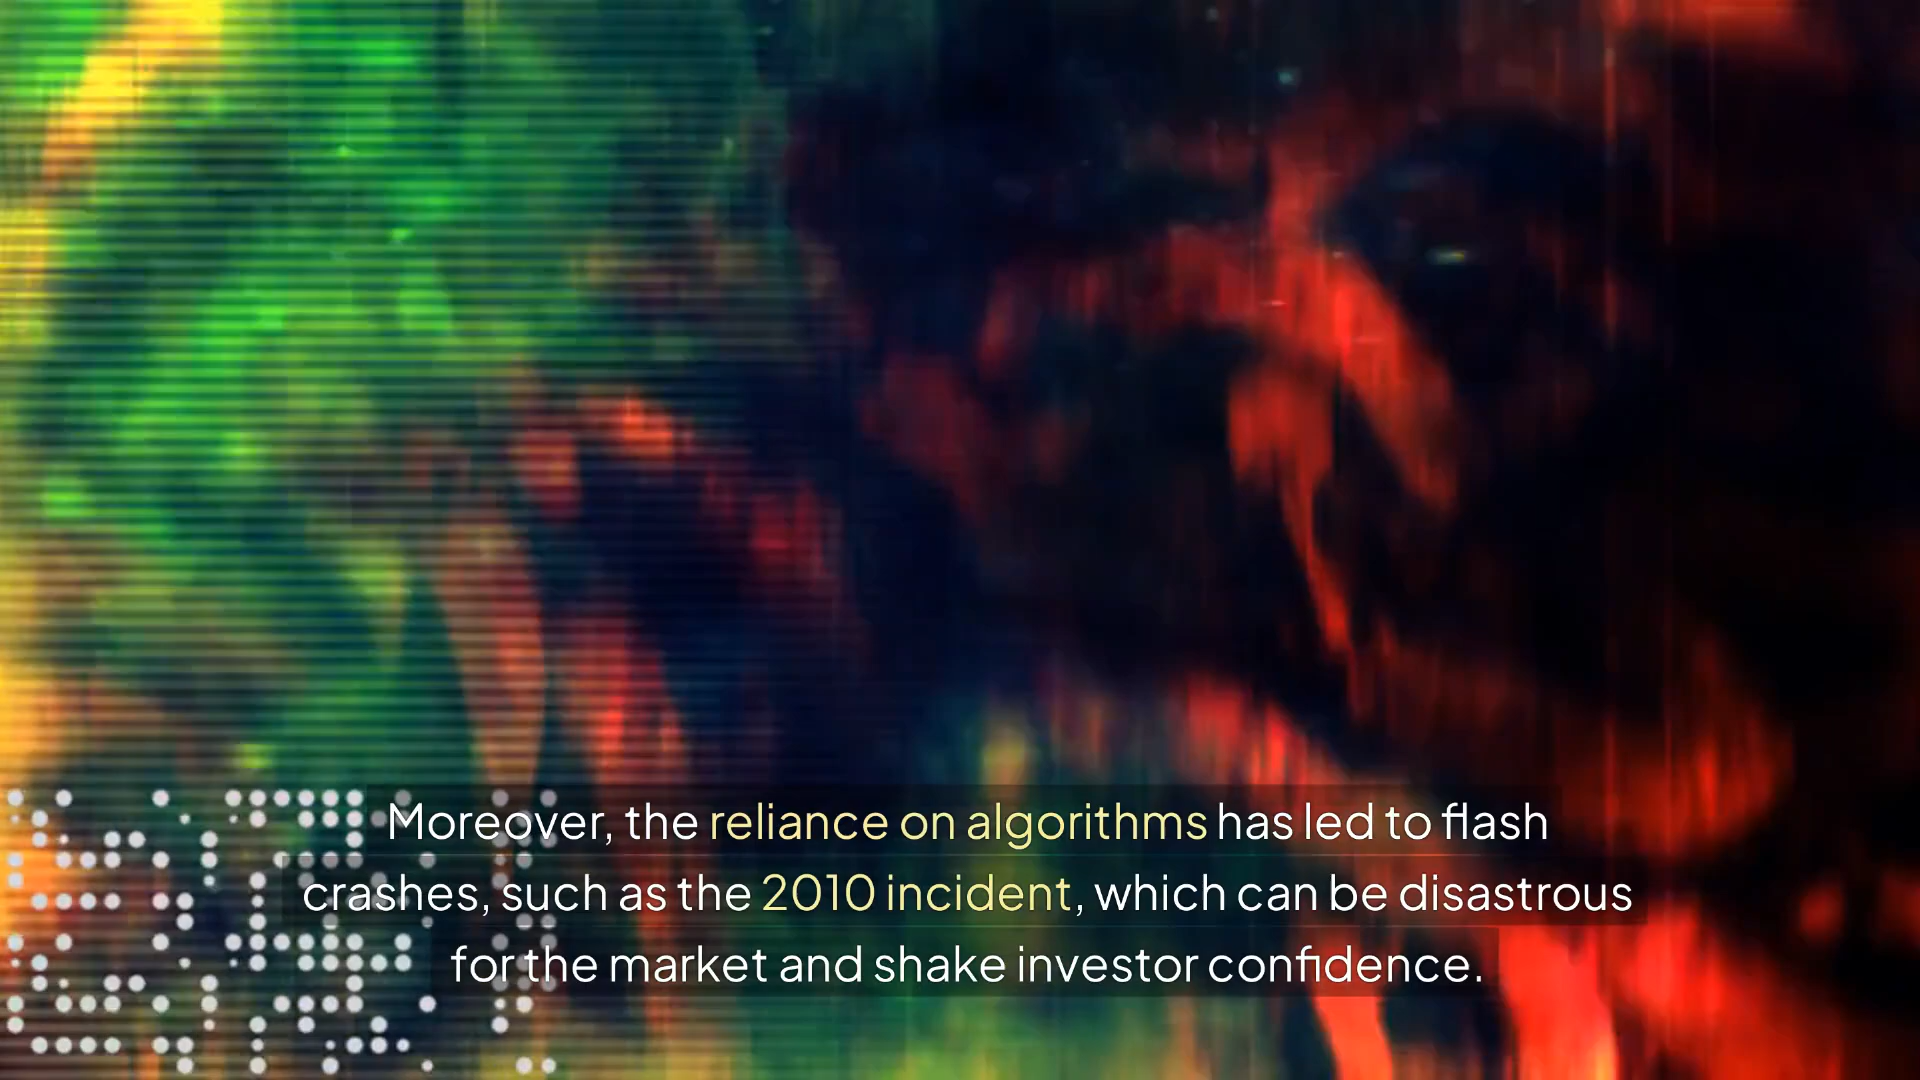 Moreover, the reliance on algorithms has led to flash
crashes, such as the 2010 incident, which can be disastrous
for the market and shake investor confidence.